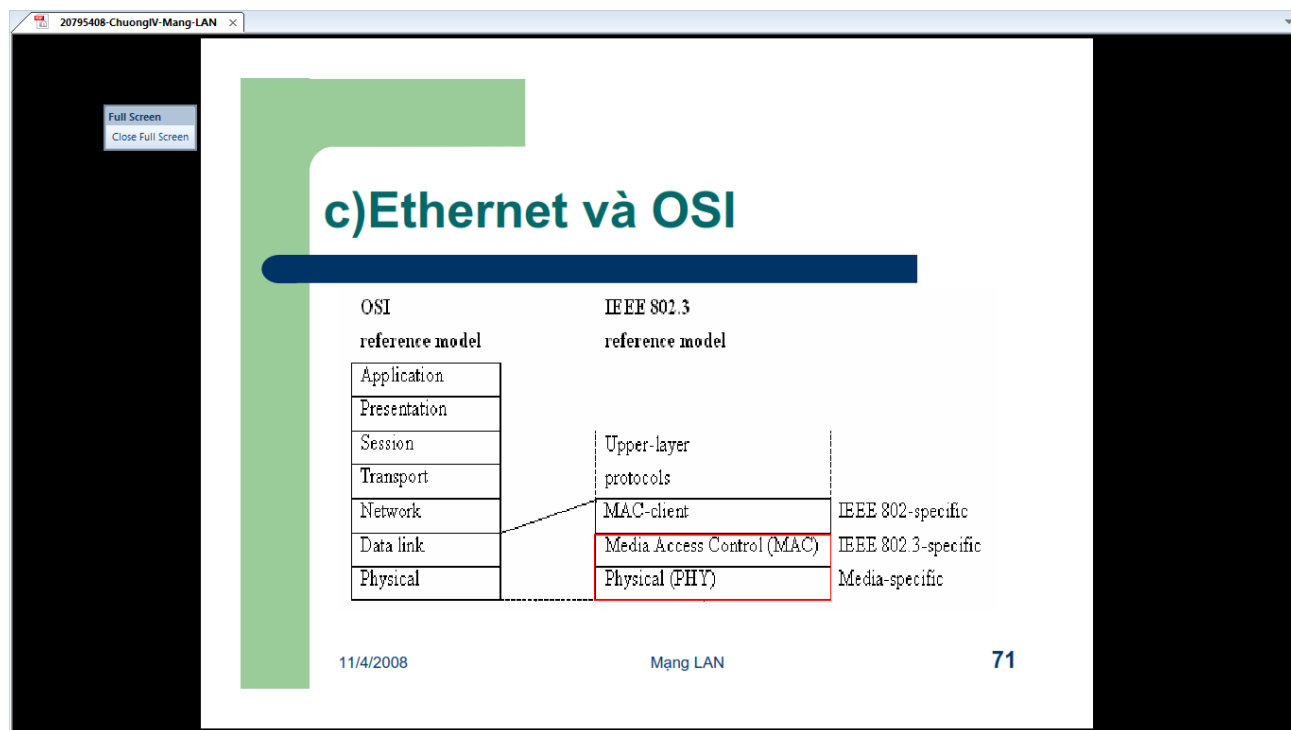 20795408-ChuongIV-Mang-LAN
Full Screen
Close Full Screen
c)Ethernet và OSI
OSI
reference model
IEEE 802.3
reference model
Application
Presentation
Session
Transport
Network
Data link
Physical
Upper-layer
protocols
MAC-client
IEEE 802-specific
Media Access Control (MAC)
IEEE 802.3-specific
Physical (PHY)
Media-specific
11/4/2008
Mạng LAN
71